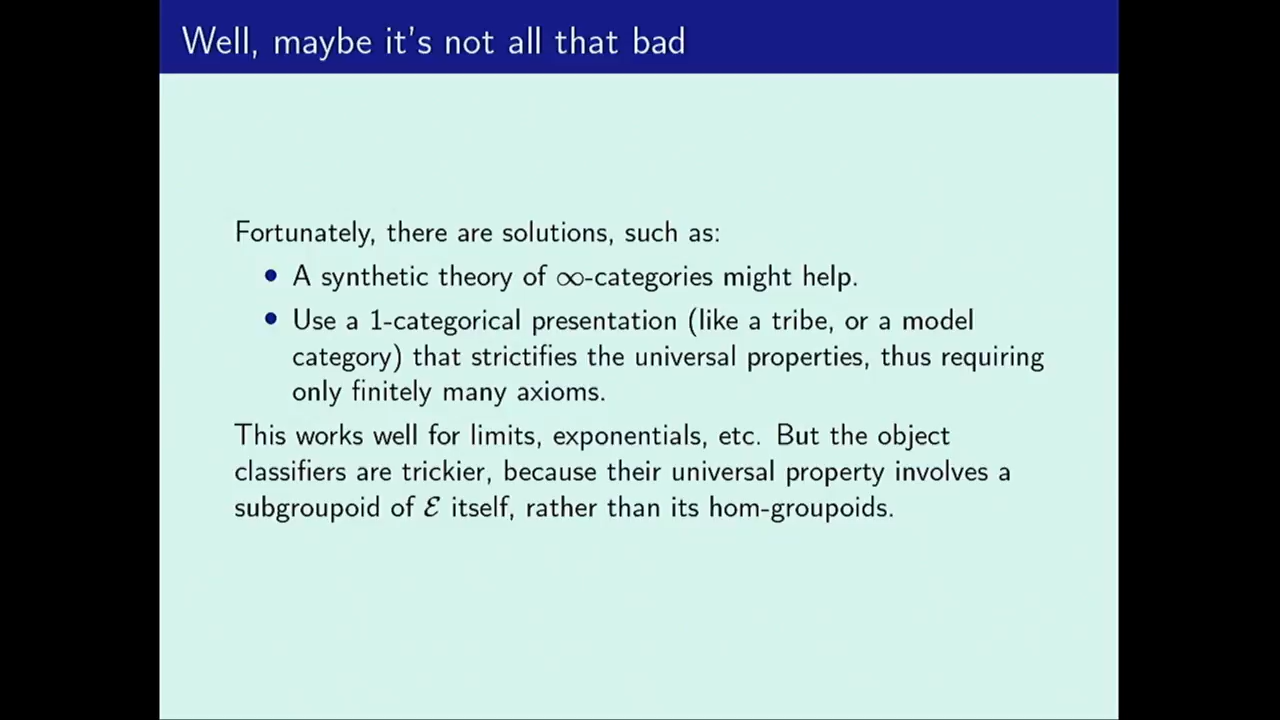 Well, maybe it's not all that bad
Fortunately, there are solutions, such as:
• A synthetic theory of ∞-categories might help.
• Use a 1-categorical presentation (like a tribe, or a model
category) that strictifies the universal properties, thus requiring
only finitely many axioms.
This works well for limits, exponentials, etc. But the object
classifiers are trickier, because their universal property involves a
subgroupoid of ℰ itself, rather than its hom-groupoids.